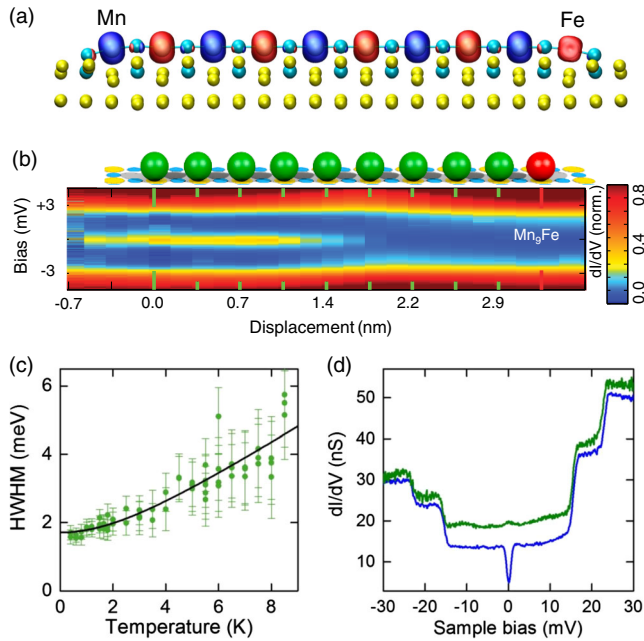 (a)
Mn
Fe
(b)
+3
-3
Bias (mV)
Mn9Fe
0.8
0.4
0.0
dI/dV (norm.)
-0.7 0.0 0.7 1.4 2.2 2.9
Displacement (nm)
(c)
6
4
2
0
HWHM (meV)
0 2 4 6 8
Temperature (K)
(d)
50
40
30
20
10
dI/dV (nS)
-30 -20 -10 0 10 20 30
Sample bias (mV)